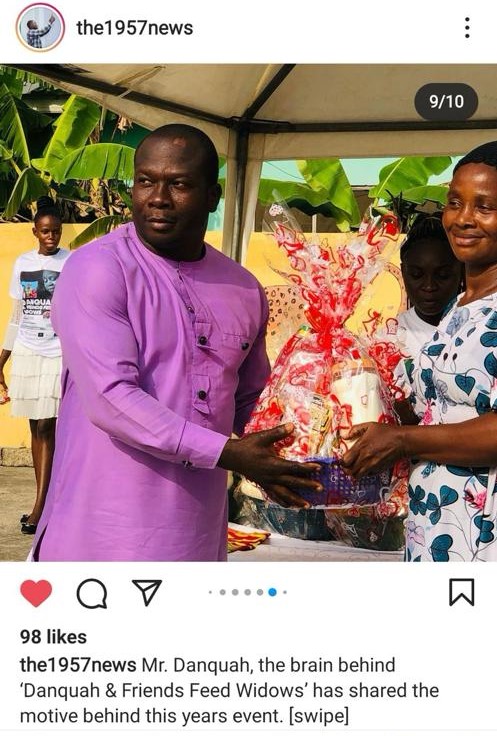 the1957news
9/10
98 likes
the1957news Mr. Danquah, the brain behind
‘Danquah & Friends Feed Widows’ has shared the
motive behind this years event. [swipe]